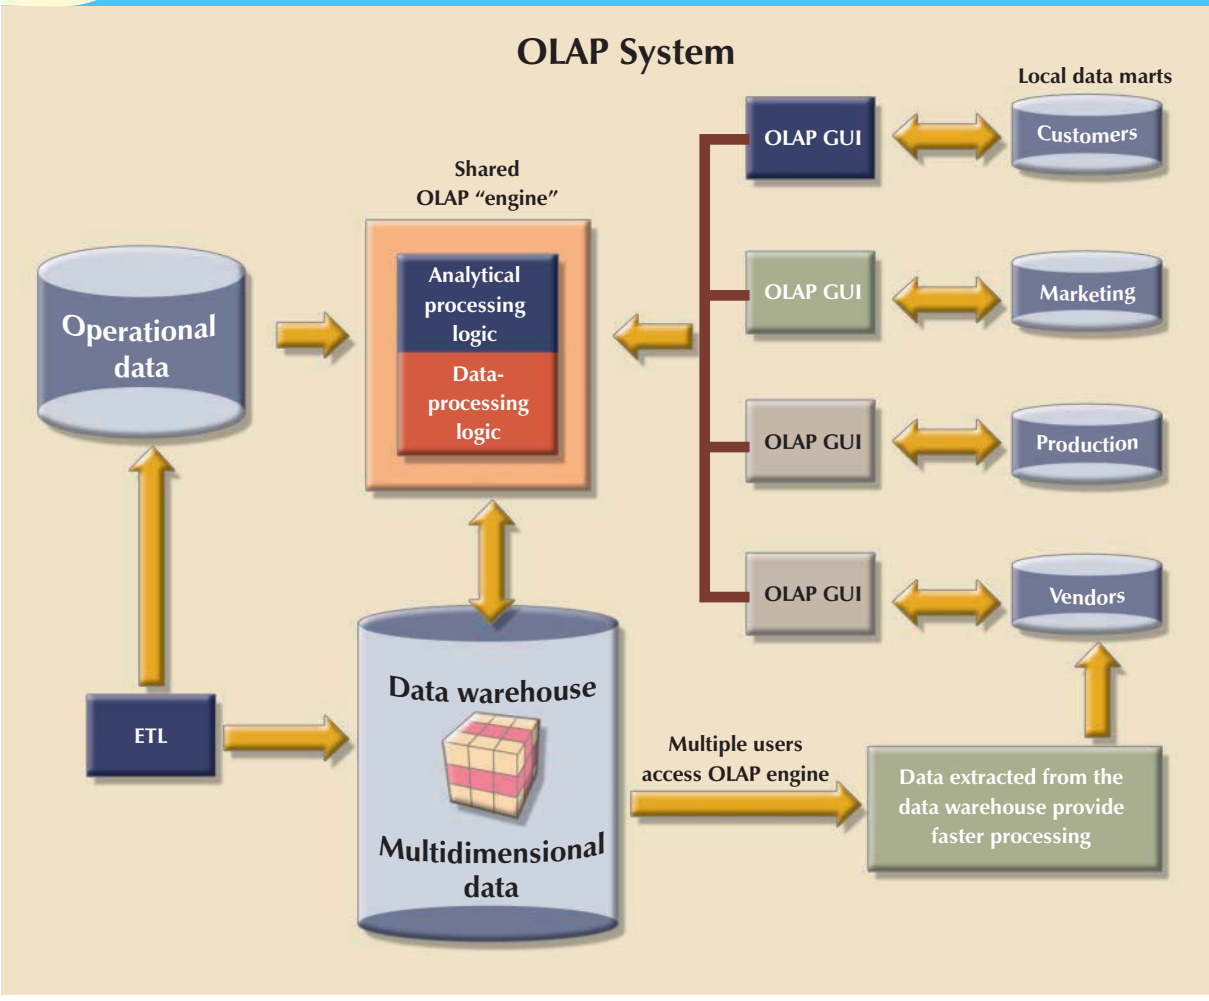 OLAP System
Local data marts
OLAP GUI
Customers
Shared
OLAP “engine”
Analytical
processing
logic
Data-
processing
logic
Operational
data
OLAP GUI
Marketing
OLAP GUI
Production
OLAP GUI
Vendors
ETL
Data warehouse
Multidimensional
data
Multiple users
access OLAP engine
Data extracted from the
data warehouse provide
faster processing